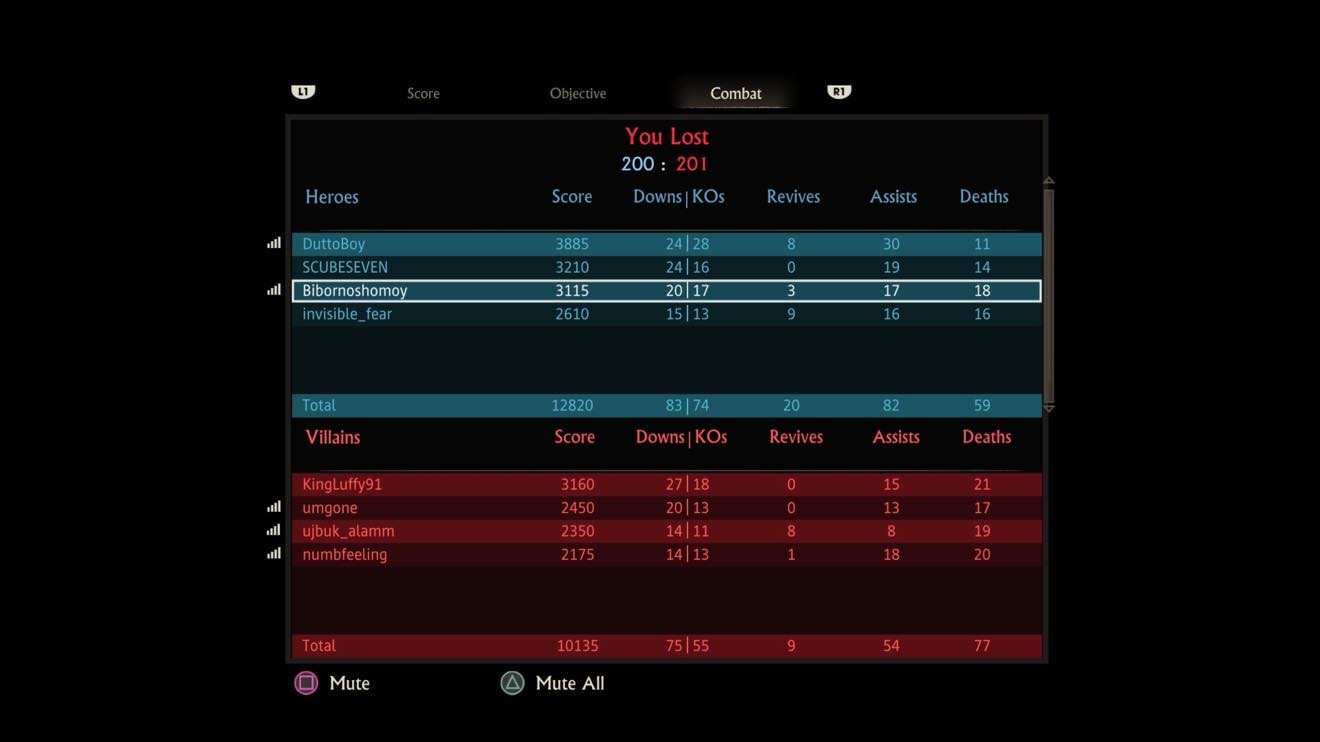 L1 Score Objective Combat R1
You Lost
200 : 201
Heroes Score Downs|KOs Revives Assists Deaths
DuttoBoy 3885 24|28 8 30 11
SCUBESEVEN 3210 24|16 0 19 14
Bibornoshomoy 3115 20|17 3 17 18
invisible_fear 2610 15|13 9 16 16
Total 12820 83|74 20 82 59
Villains Score Downs|KOs Revives Assists Deaths
KingLuffy91 3160 27|18 0 15 21
umgone 2450 20|13 0 13 17
ujbuk_alamm 2350 14|11 8 8 19
numbfeeling 2175 14|13 1 18 20
Total 10135 75|55 9 54 77
Mute Mute All